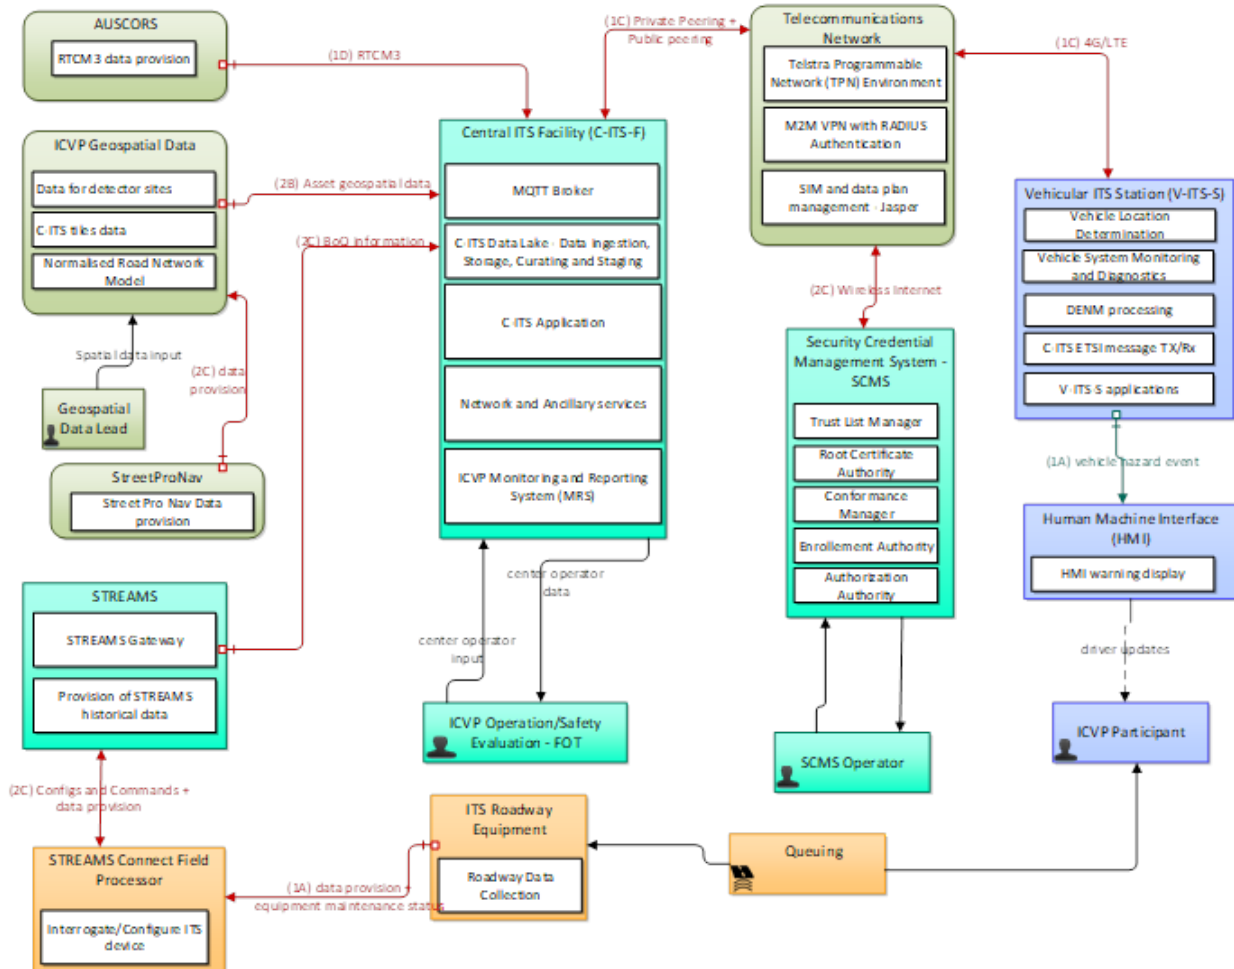 AUSCORS
RTCM3 data provision
(1D) RTCM3
(1C) Private Peering +
Public peering
Telecommunications
Network
Telstra Programmable
Network (TPN) Environment
M2M VPN with RADIUS
Authentication
SIM and data plan
management - Jasper
(1C) 4G/LTE
ICVP Geospatial Data
Data for detector sites
C-ITS tiles data
Normalised Road Network
Model
(2B) Asset geospatial data
(2C) BoQ information
Central ITS Facility (C-ITS-F)
MQTT Broker
C-ITS Data Lake - Data ingestion,
Storage, Curating and Staging
C-ITS Application
Network and Ancillary services
ICVP Monitoring and Reporting
System (MRS)
Vehicular ITS Station (V-ITS-S)
Vehicle Location
Determination
Vehicle System Monitoring
and Diagnostics
DENM processing
C-ITS ETSI message TX/Rx
V-ITS-S applications
(2C) Wireless Internet
Security Credential
Management System -
SCMS
Trust List Manager
Root Certificate
Authority
Conformance
Manager
Enrollement Authority
Authorization
Authority
Spatial data input
(2C) data
provision
Geospatial
Data Lead
StreetProNav
Street Pro Nav Data
provision
(1A) vehicle hazard event
Human Machine Interface
(HMI)
HMI warning display
driver updates
ICVP Participant
STREAMS
STREAMS Gateway
Provision of STREAMS
historical data
center operator
data
center operator
input
ICVP Operation/Safety
Evaluation - FOT
SCMS Operator
(2C) Configs and Commands +
data provision
STREAMS Connect Field
Processor
Interrogate/Configure ITS
device
(1A) data provision +
equipment maintenance status
ITS Roadway
Equipment
Roadway Data
Collection
Queuing